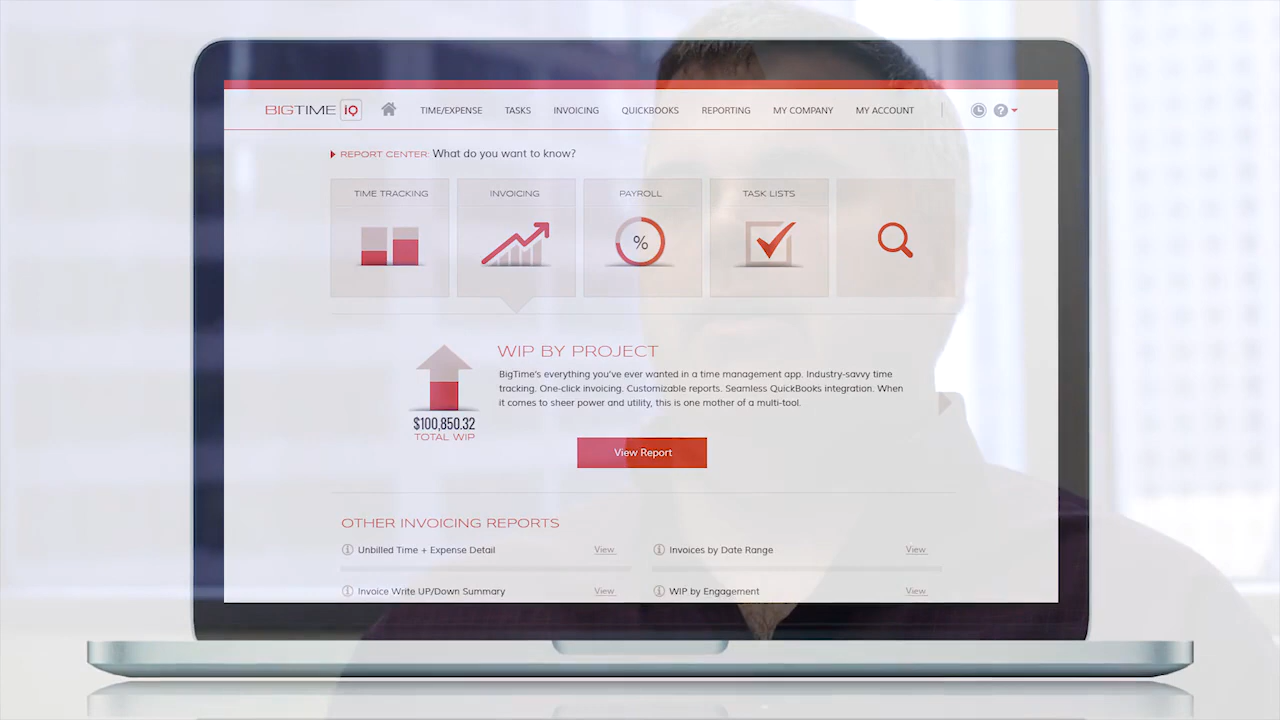 BIGTIME iQ TIME/EXPENSE TASKS INVOICING QUICKBOOKS REPORTING MY COMPANY MY ACCOUNT ?
REPORT CENTER: What do you want to know?
TIME TRACKING INVOICING PAYROLL TASK LISTS
%
WIP BY PROJECT
BigTime's everything you've ever wanted in a time management app. Industry-savvy time
tracking. One-click invoicing. Customizable reports. Seamless QuickBooks integration. When
it comes to sheer power and utility, this is one mother of a multi-tool.
$100,850.32
TOTAL WIP
View Report
OTHER INVOICING REPORTS
Unbilled Time + Expense Detail View Invoices by Date Range View
Invoice Write UP/Down Summary View WIP by Engagement View